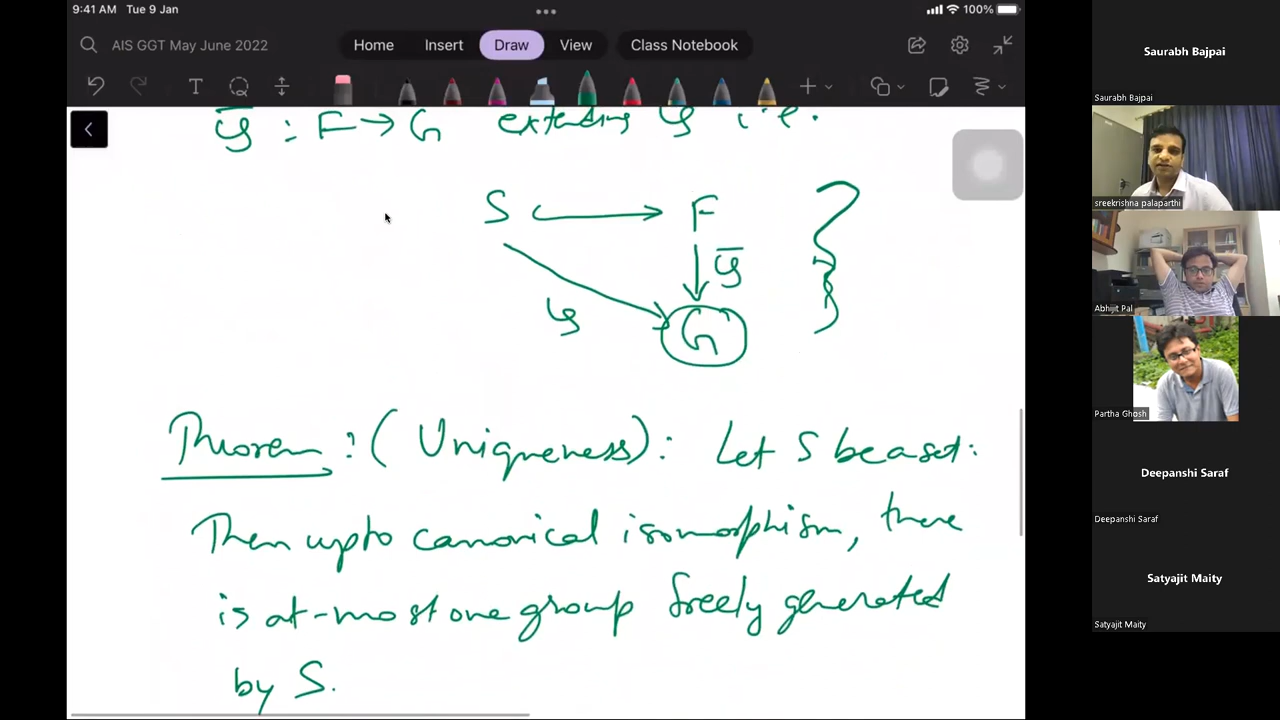 9:41 AM Tue 9 Jan
100%
AIS GGT May June 2022
Home Insert Draw View Class Notebook
φ̅ : F → G extending φ i.e.
S F
φ̅
φ
G
Theorem : ( Uniqueness) : Let S be a set.
Then upto canonical isomorphism, there
is at-most one group freely generated
by S.
Saurabh Bajpai
Saurabh Bajpai
sreekrishna palaparthi
Abhijit Pal
Partha Ghosh
Deepanshi Saraf
Deepanshi Saraf
Satyajit Maity
Satyajit Maity